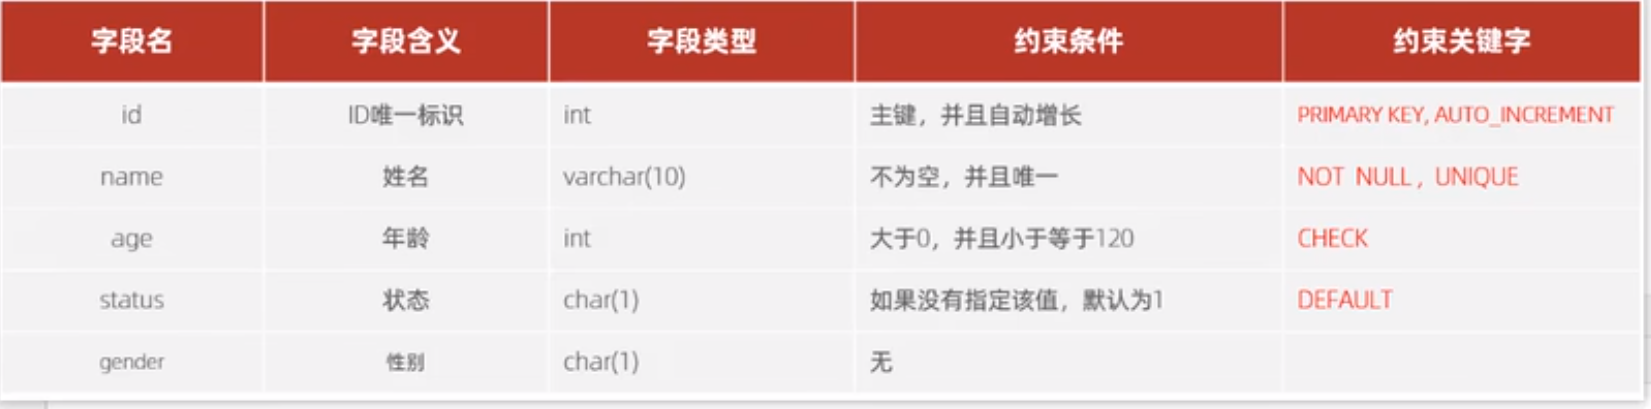 字段名 字段含义 字段类型 约束条件 约束关键字
id ID唯一标识 int 主键，并且自动增长 PRIMARY KEY, AUTO_INCREMENT
name 姓名 varchar(10) 不为空，并且唯一 NOT NULL , UNIQUE
age 年龄 int 大于0，并且小于等于120 CHECK
status 状态 char(1) 如果没有指定该值，默认为1 DEFAULT
gender 性别 char(1) 无